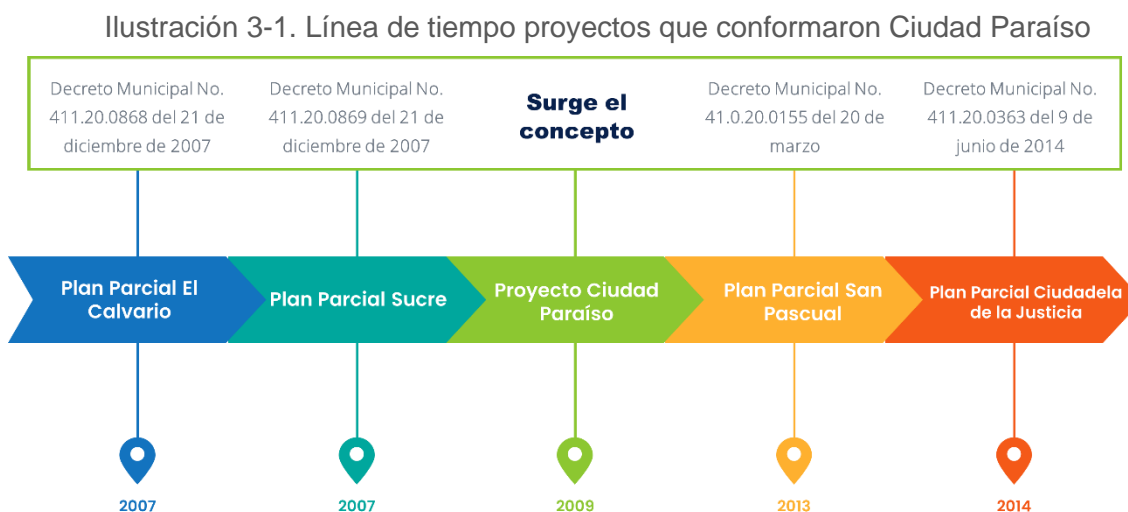 Ilustración 3-1. Línea de tiempo proyectos que conformaron Ciudad Paraíso
Decreto Municipal No.
411.20.0868 del 21 de
diciembre de 2007
Decreto Municipal No.
411.20.0869 del 21 de
diciembre de 2007
Surge el
concepto
Decreto Municipal No.
41.0.20.0155 del 20 de
marzo
Decreto Municipal No.
411.20.0363 del 9 de
junio de 2014
Plan Parcial El
Calvario
Plan Parcial Sucre
Proyecto Ciudad
Paraíso
Plan Parcial San
Pascual
Plan Parcial Ciudadela
de la Justicia
2007
2007
2009
2013
2014